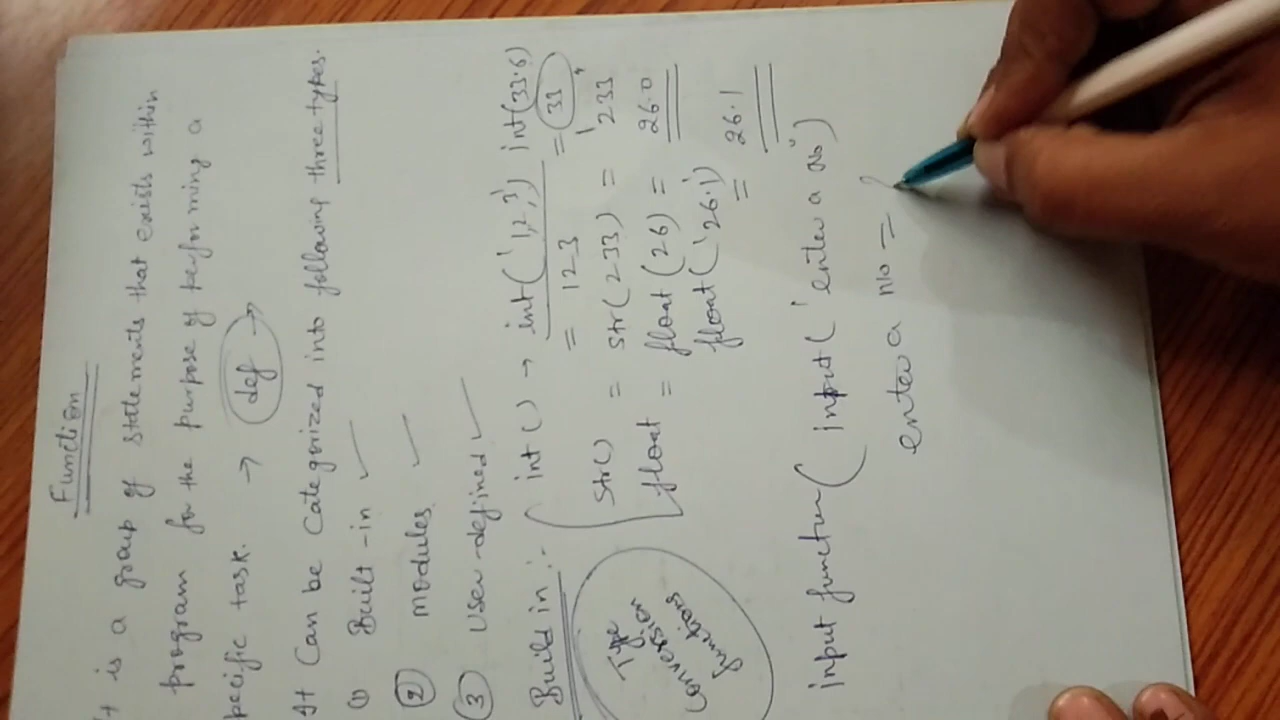 Function
It is a group of statements that exists within
program for the purpose of performing a
pecific task. → def →
It Can be Categorized into following three types.
(1) Built-in ✓
(2) modules ✓
(3) User-defined ✓
Build in :- int() → int('123') int(33.6)
= 123 = 33
Str() = str(233) = '233'
float = float(26) = 26.0
float('26.1')
= 26.1
Type
Conversion
functions
input function( input('enter a no')
enter a no =